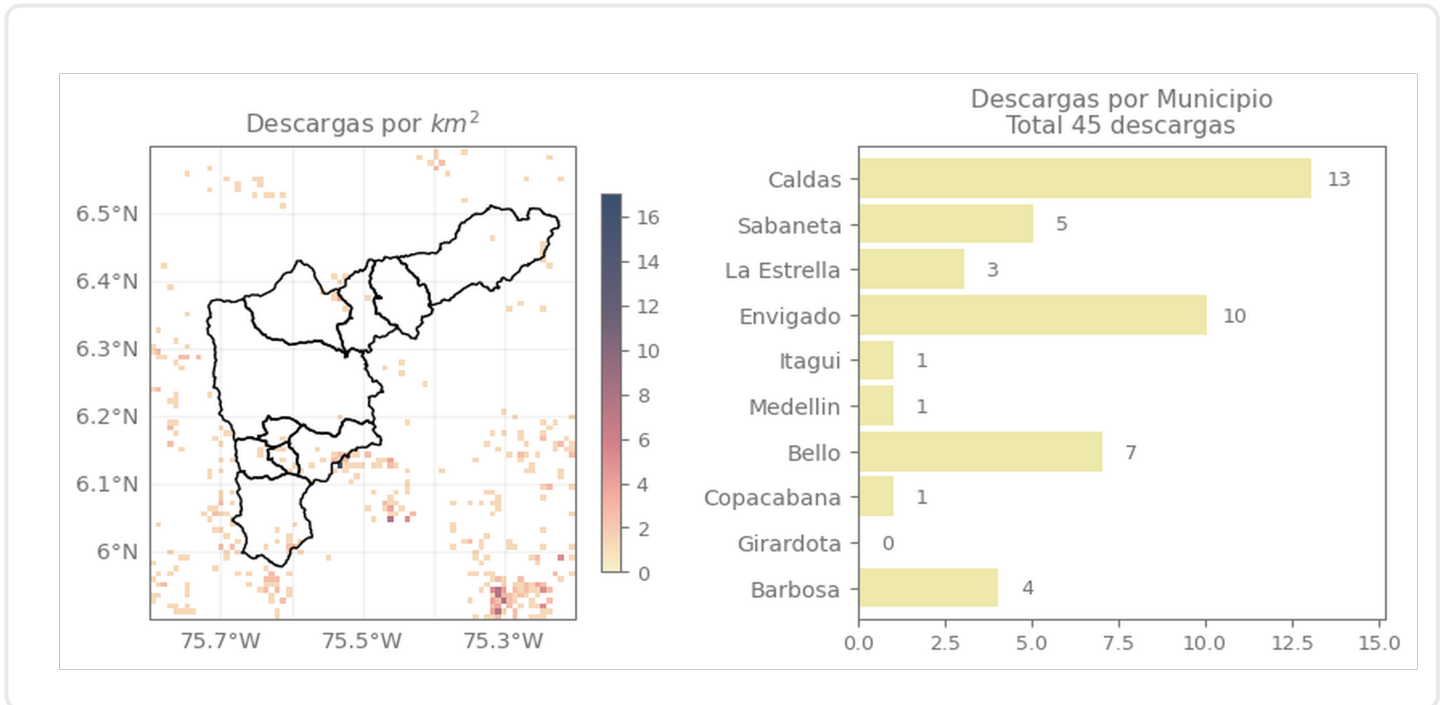 Descargas por km²
6.5°N
6.4°N
6.3°N
6.2°N
6.1°N
6°N
75.7°W 75.5°W 75.3°W
16
14
12
10
8
6
4
2
0
Descargas por Municipio
Total 45 descargas
Caldas 13
Sabaneta 5
La Estrella 3
Envigado 10
Itagui 1
Medellin 1
Bello 7
Copacabana 1
Girardota 0
Barbosa 4
0.0 2.5 5.0 7.5 10.0 12.5 15.0